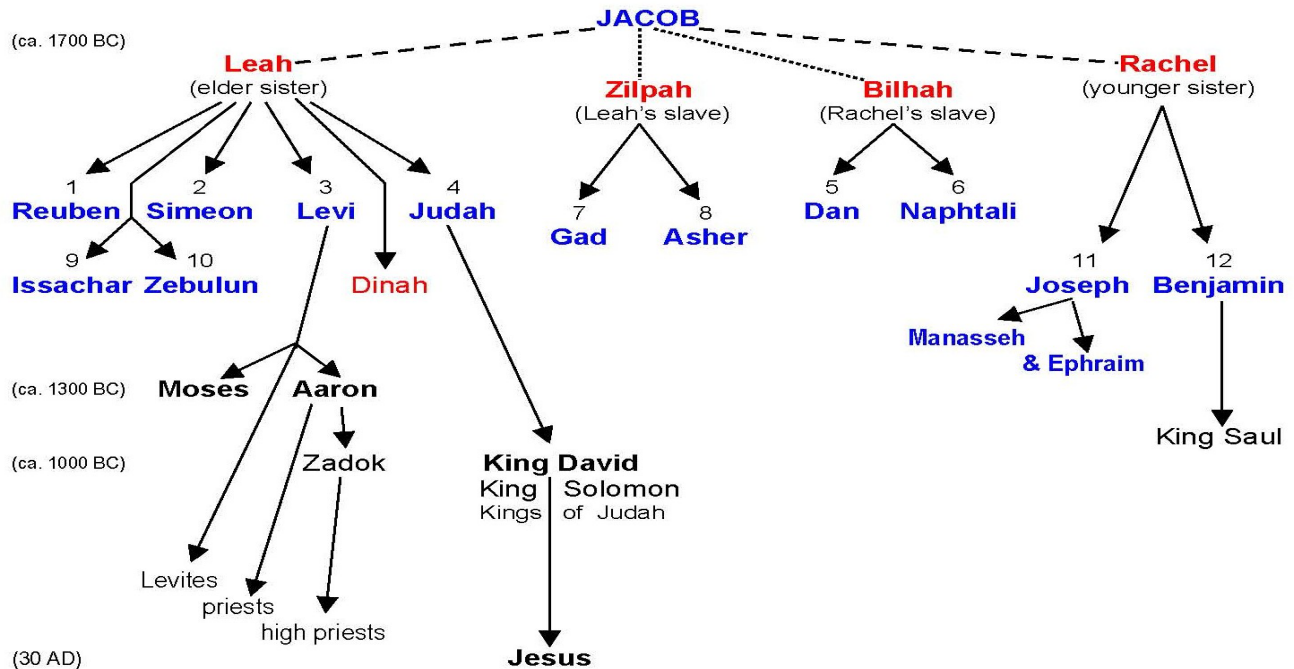 JACOB
(ca. 1700 BC)
Leah
(elder sister)
Zilpah
(Leah's slave)
Bilhah
(Rachel's slave)
Rachel
(younger sister)
1
Reuben
2
Simeon
3
Levi
4
Judah
7
Gad
8
Asher
5
Dan
6
Naphtali
9
Issachar
10
Zebulun
Dinah
11
Joseph
12
Benjamin
Manasseh
& Ephraim
(ca. 1300 BC)
Moses
Aaron
King Saul
(ca. 1000 BC)
Zadok
King David
King Solomon
Kings of Judah
Levites
priests
high priests
(30 AD)
Jesus